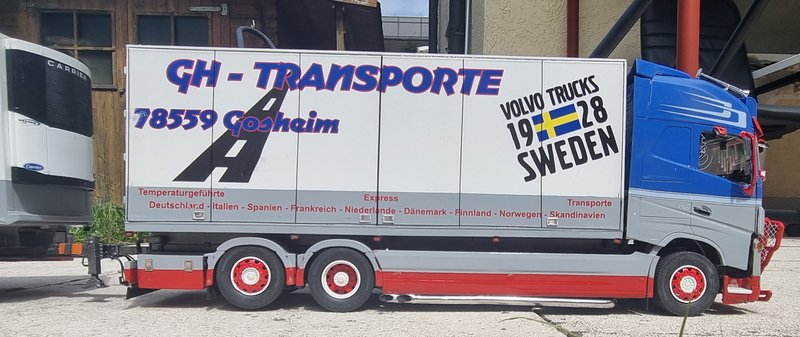 CARRIER
Carrier
GH - TRANSPORTE
78559 Gosheim
VOLVO TRUCKS
19 28
SWEDEN
Temperaturgeführte Express Transporte
Deutschland - Italien - Spanien - Frankreich - Niederlande - Dänemark - Finnland - Norwegen - Skandinavien